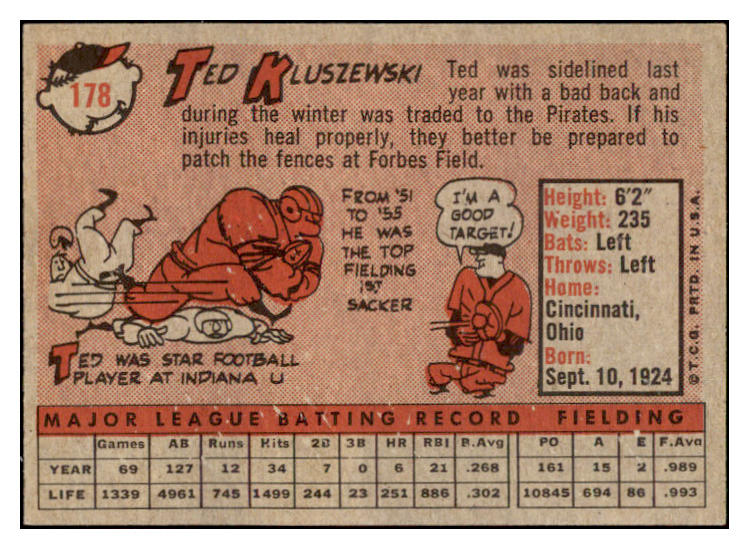 178
TED KLUSZEWSKI
Ted was sidelined last
year with a bad back and
during the winter was traded to the Pirates. If his
injuries heal properly, they better be prepared to
patch the fences at Forbes Field.
TED WAS STAR FOOTBALL
PLAYER AT INDIANA U
FROM '51
TO '55
HE WAS
THE TOP
FIELDING
1ST
SACKER
I'M A
GOOD
TARGET!
Height: 6'2"
Weight: 235
Bats: Left
Throws: Left
Home:
Cincinnati,
Ohio
Born:
Sept. 10, 1924
©T.C.G. PRTD. IN U.S.A.
MAJOR LEAGUE BATTING RECORD FIELDING
Games AB Runs Hits 2B 3B HR RBI B.Avg PO A E F.Avg
YEAR 69 127 12 34 7 0 6 21 .268 161 15 2 .989
LIFE 1339 4961 745 1499 244 23 251 886 .302 10845 694 86 .993